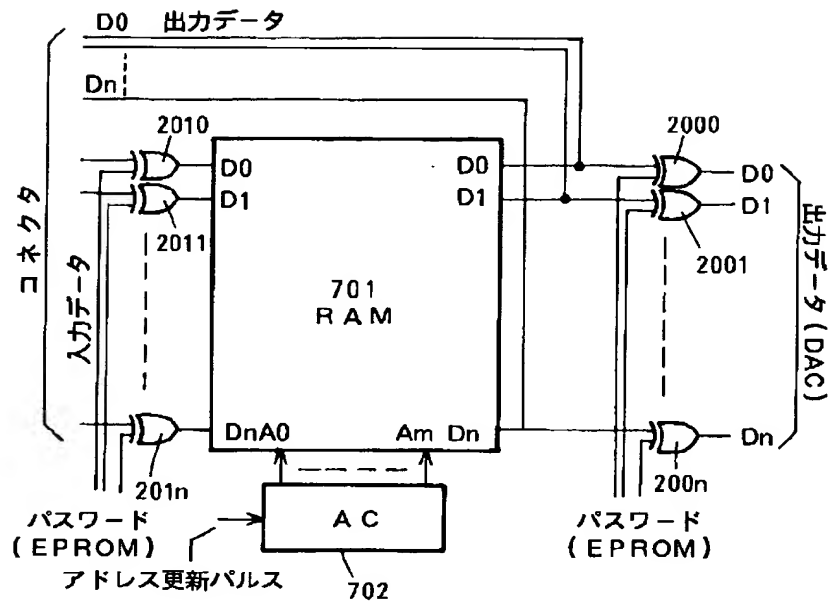 D0 出力データ
Dn
2010
2000
D0
D0
D0
D1
D1
D1
2011
2001
コネクタ
入力データ
701
RAM
出力データ(DAC)
DnA0
Am Dn
Dn
201n
200n
パスワード
(EPROM)
AC
パスワード
(EPROM)
アドレス更新パルス
702